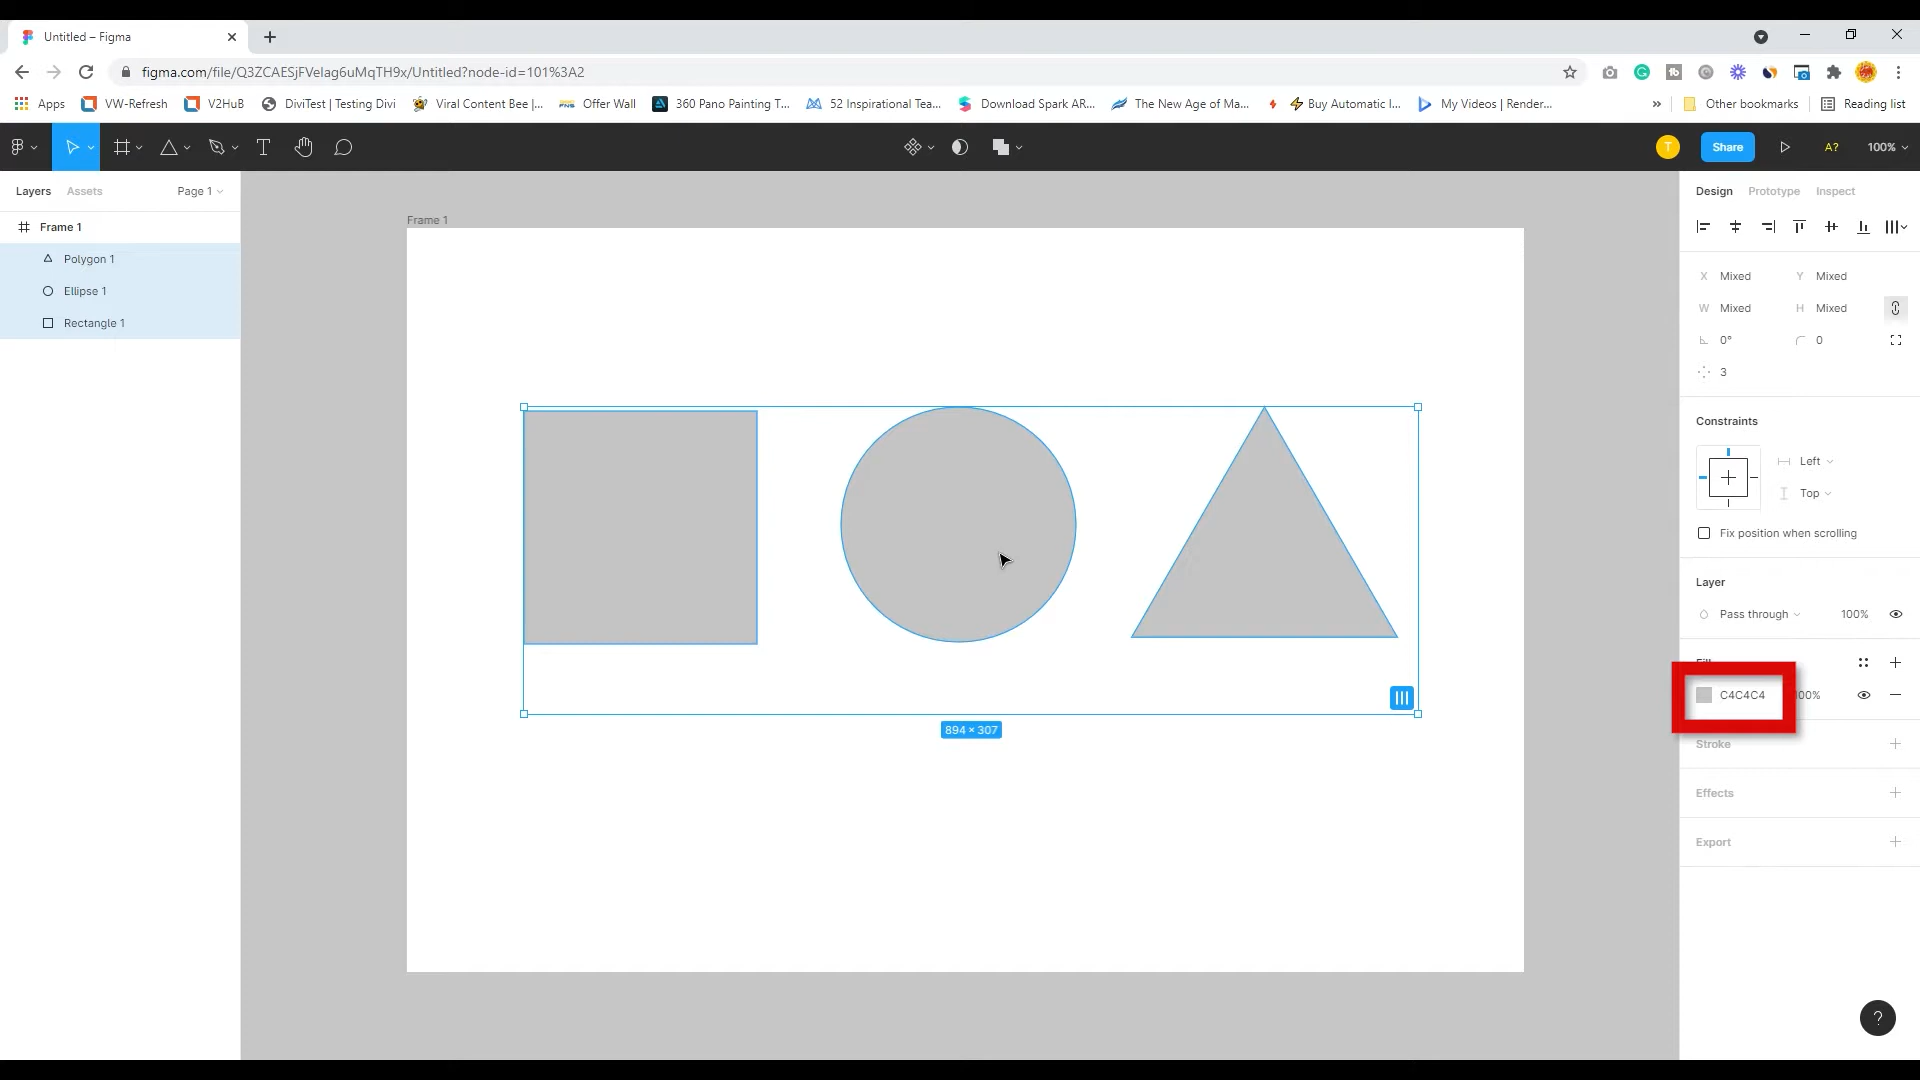 Untitled – Figma
figma.com/file/Q3ZCAESjFVelag6uMqTH9x/Untitled?node-id=101%3A2
Apps VW-Refresh V2HuB DiviTest | Testing Divi Viral Content Bee |... Offer Wall 360 Pano Painting T... 52 Inspirational Tea... Download Spark AR... The New Age of Ma... Buy Automatic I... My Videos | Render... » Other bookmarks Reading list
T Share A? 100%
Layers Assets Page 1
Frame 1
Polygon 1
Ellipse 1
Rectangle 1
Frame 1
894 × 307
Design Prototype Inspect
X Mixed Y Mixed
W Mixed H Mixed
0° 0
3
Constraints
Left
Top
Fix position when scrolling
Layer
Pass through 100%
C4C4C4
Stroke
Effects
Export
?